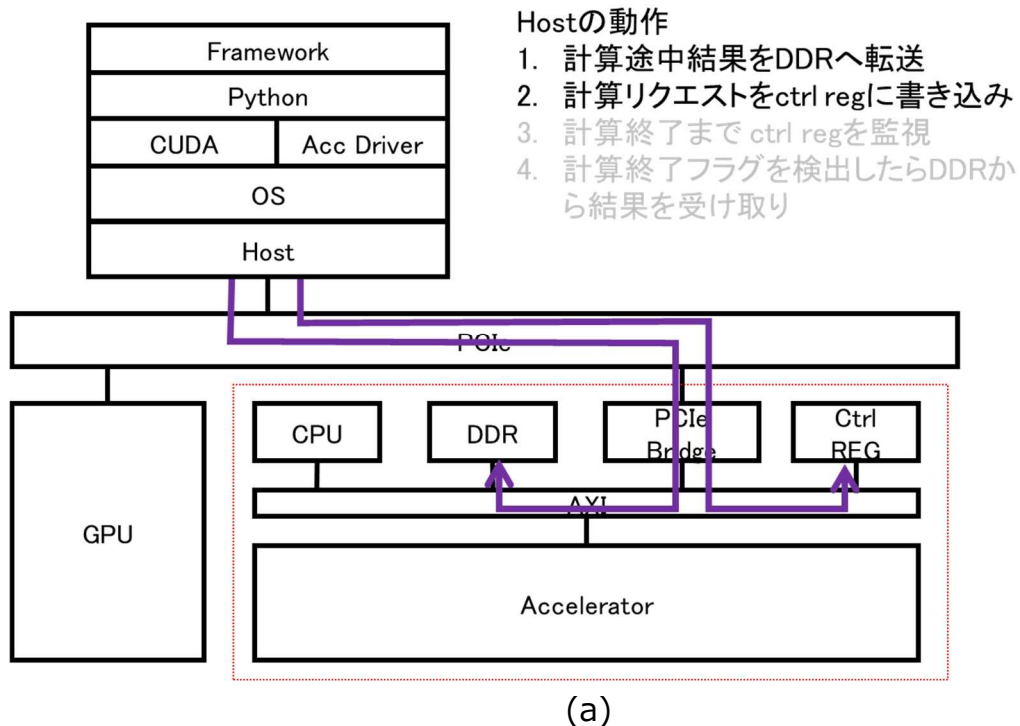 Framework
Python
CUDA
Acc Driver
OS
Host
Hostの動作
1. 計算途中結果をDDRへ転送
2. 計算リクエストをctrl regに書き込み
3. 計算終了まで ctrl regを監視
4. 計算終了フラグを検出したらDDRか
ら結果を受け取り
PCIe
GPU
CPU
DDR
PCIe
Bridge
Ctrl
REG
AXI
Accelerator
(a)